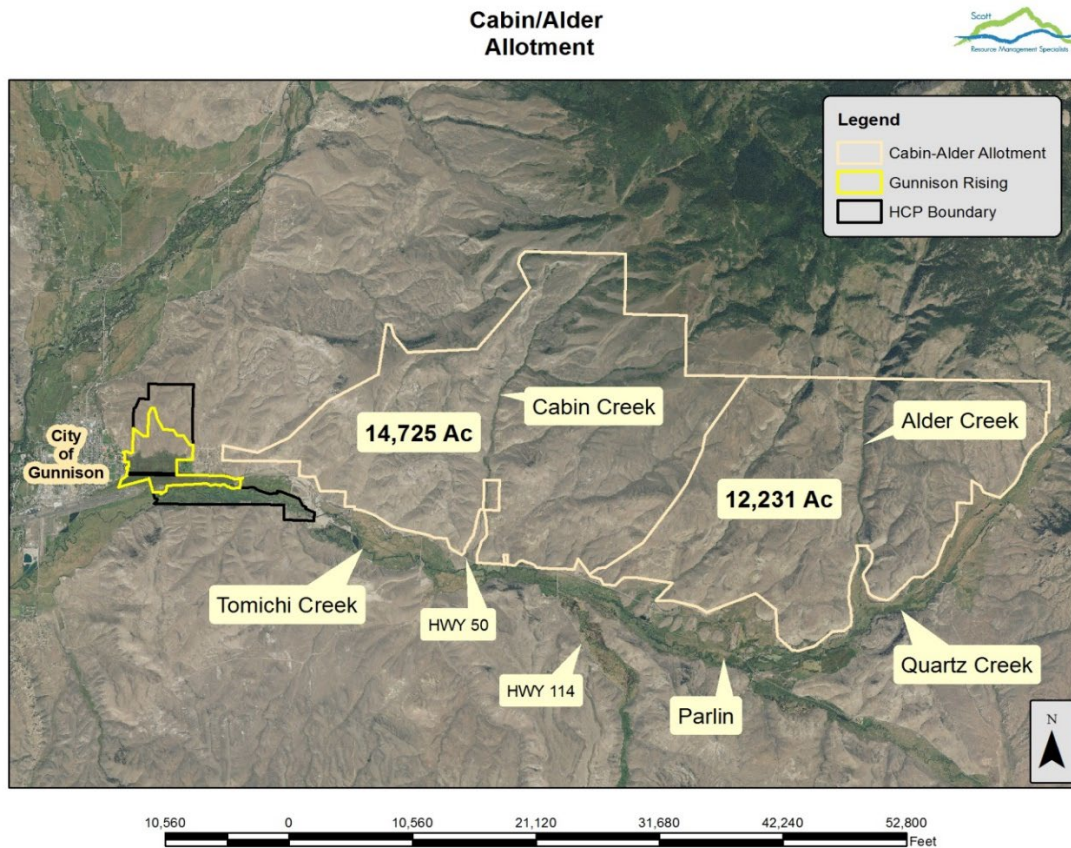 Cabin/Alder
Allotment
Scott
Resource Management Specialists
Legend
Cabin-Alder Allotment
Gunnison Rising
HCP Boundary
City
of
Gunnison
14,725 Ac
Cabin Creek
Alder Creek
12,231 Ac
Tomichi Creek
HWY 50
HWY 114
Parlin
Quartz Creek
N
10,560 0 10,560 21,120 31,680 42,240 52,800
Feet